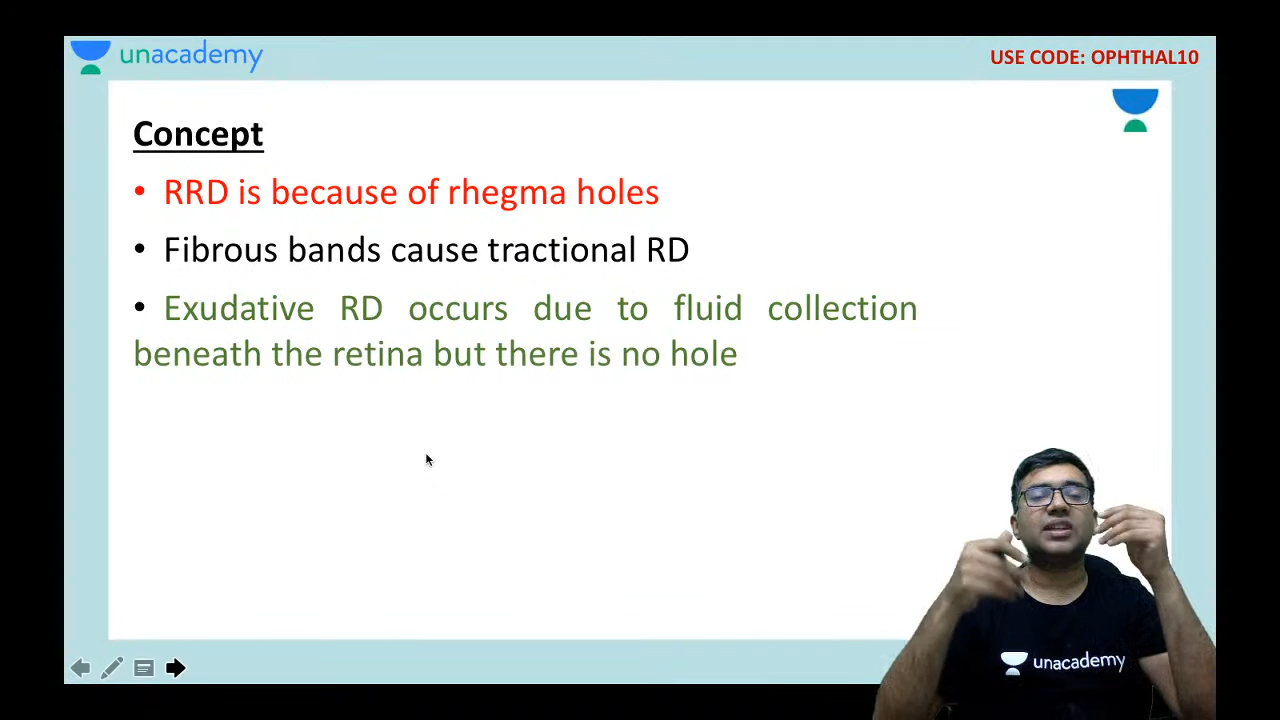 unacademy
USE CODE: OPHTHAL10
Concept
• RRD is because of rhegma holes
• Fibrous bands cause tractional RD
• Exudative RD occurs due to fluid collection
beneath the retina but there is no hole
unacademy